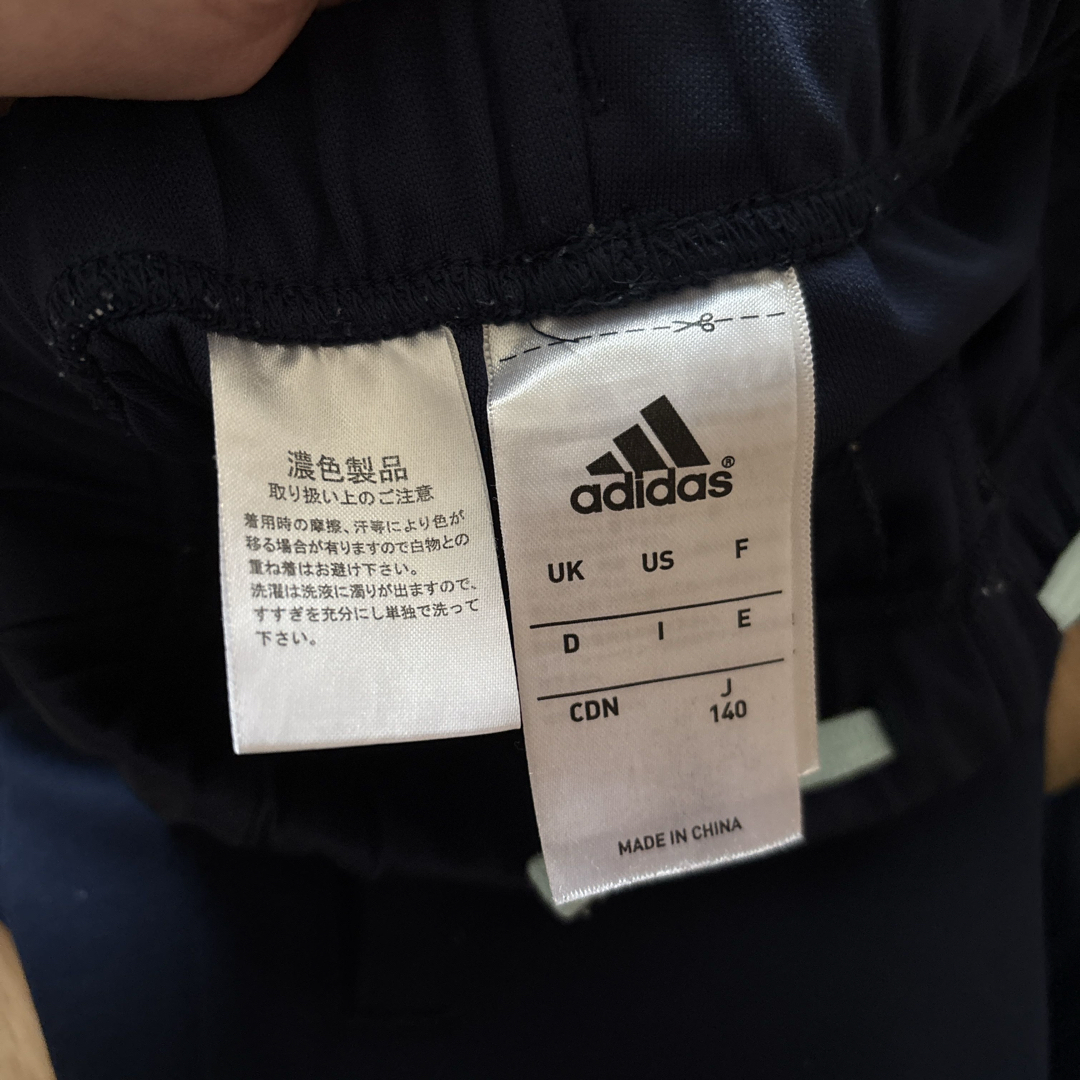 濃色製品
取り扱い上のご注意
着用時の摩擦、汗等により色が
移る場合が有りますので白物との
重ね着はお避け下さい。
洗濯は洗液に濁りが出ますので、
すすぎを充分にし単独で洗って
下さい。
adidas®
UK US F
D I E
CDN J
140
MADE IN CHINA